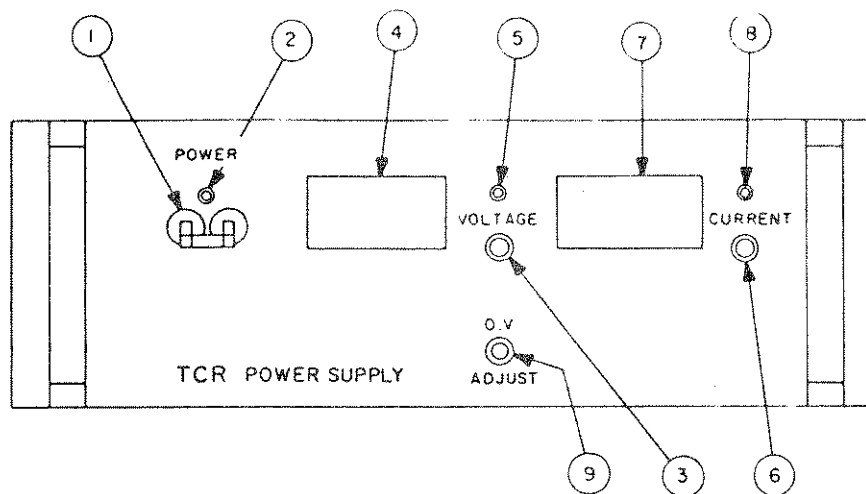 1 2 4 5 7 8
POWER
VOLTAGE CURRENT
O.V
TCR POWER SUPPLY ADJUST
9 3 6